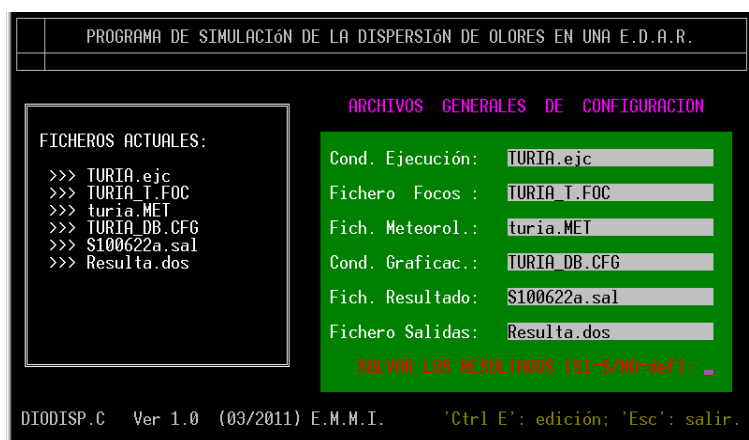 PROGRAMA DE SIMULACIóN DE LA DISPERSIóN DE OLORES EN UNA E.D.A.R.
ARCHIVOS GENERALES DE CONFIGURACION
FICHEROS ACTUALES:
>>> TURIA.ejc
>>> TURIA_T.FOC
>>> turia.MET
>>> TURIA_DB.CFG
>>> S100622a.sal
>>> Resulta.dos
Cond. Ejecución: TURIA.ejc
Fichero Focos : TURIA_T.FOC
Fich. Meteorol.: turia.MET
Cond. Graficac.: TURIA_DB.CFG
Fich. Resultado: S100622a.sal
Fichero Salidas: Resulta.dos
SALVAR LOS RESULTADOS (SI-S/NO-def): _
DIODISP.C Ver 1.0 (03/2011) E.M.M.I. 'Ctrl E': edición; 'Esc': salir.